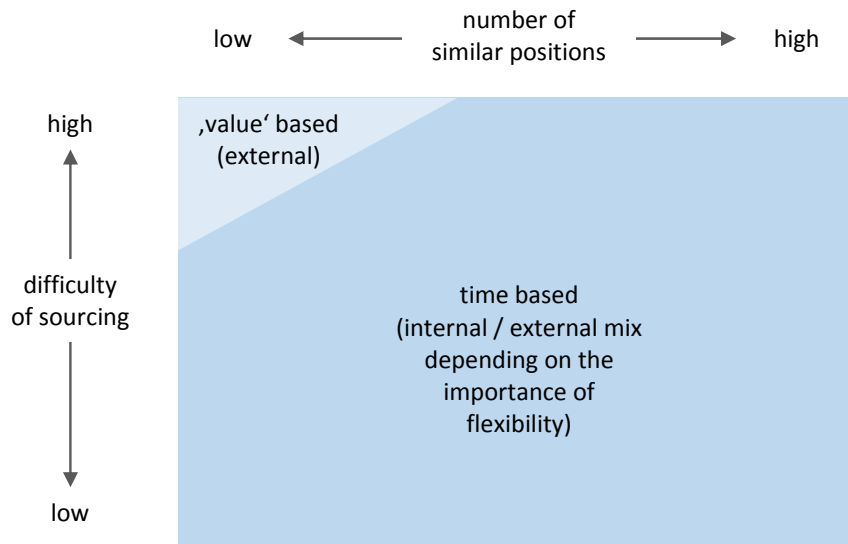 number of
low
similar positions
high
high
‚value‘ based
(external)
difficulty
of sourcing
time based
(internal / external mix
depending on the
importance of
flexibility)
low